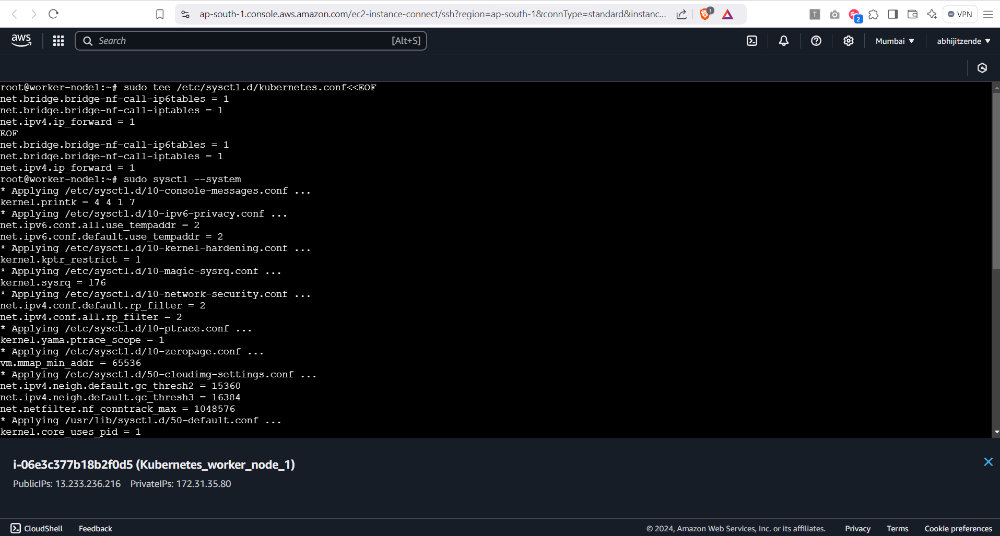 ap-south-1.console.aws.amazon.com/ec2-instance-connect/ssh?region=ap-south-1&connType=standard&instanc...
1
T
2
VPN
aws
Search
[Alt+S]
Mumbai
abhijitzende
root@worker-node1:~# sudo tee /etc/sysctl.d/kubernetes.conf<<EOF
net.bridge.bridge-nf-call-ip6tables = 1
net.bridge.bridge-nf-call-iptables = 1
net.ipv4.ip_forward = 1
EOF
net.bridge.bridge-nf-call-ip6tables = 1
net.bridge.bridge-nf-call-iptables = 1
net.ipv4.ip_forward = 1
root@worker-node1:~# sudo sysctl --system
* Applying /etc/sysctl.d/10-console-messages.conf ...
kernel.printk = 4 4 1 7
* Applying /etc/sysctl.d/10-ipv6-privacy.conf ...
net.ipv6.conf.all.use_tempaddr = 2
net.ipv6.conf.default.use_tempaddr = 2
* Applying /etc/sysctl.d/10-kernel-hardening.conf ...
kernel.kptr_restrict = 1
* Applying /etc/sysctl.d/10-magic-sysrq.conf ...
kernel.sysrq = 176
* Applying /etc/sysctl.d/10-network-security.conf ...
net.ipv4.conf.default.rp_filter = 2
net.ipv4.conf.all.rp_filter = 2
* Applying /etc/sysctl.d/10-ptrace.conf ...
kernel.yama.ptrace_scope = 1
* Applying /etc/sysctl.d/10-zeropage.conf ...
vm.mmap_min_addr = 65536
* Applying /etc/sysctl.d/50-cloudimg-settings.conf ...
net.ipv4.neigh.default.gc_thresh2 = 15360
net.ipv4.neigh.default.gc_thresh3 = 16384
net.netfilter.nf_conntrack_max = 1048576
* Applying /usr/lib/sysctl.d/50-default.conf ...
kernel.core_uses_pid = 1
i-06e3c377b18b2f0d5 (Kubernetes_worker_node_1)
PublicIPs: 13.233.236.216 PrivateIPs: 172.31.35.80
CloudShell Feedback © 2024, Amazon Web Services, Inc. or its affiliates. Privacy Terms Cookie preferences